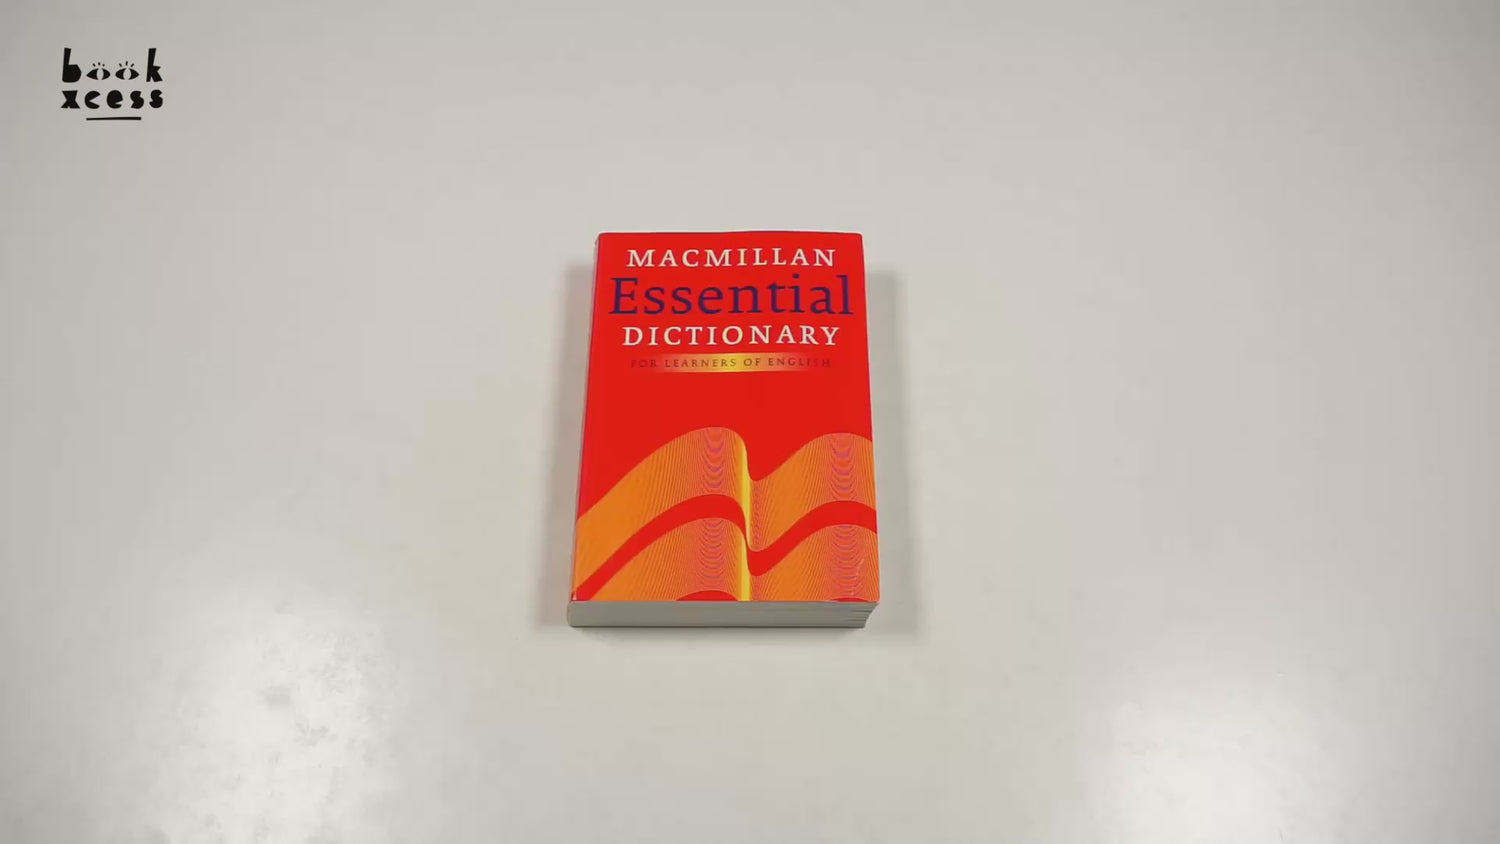 book
xcess
MACMILLAN
Essential
DICTIONARY
FOR LEARNERS OF ENGLISH